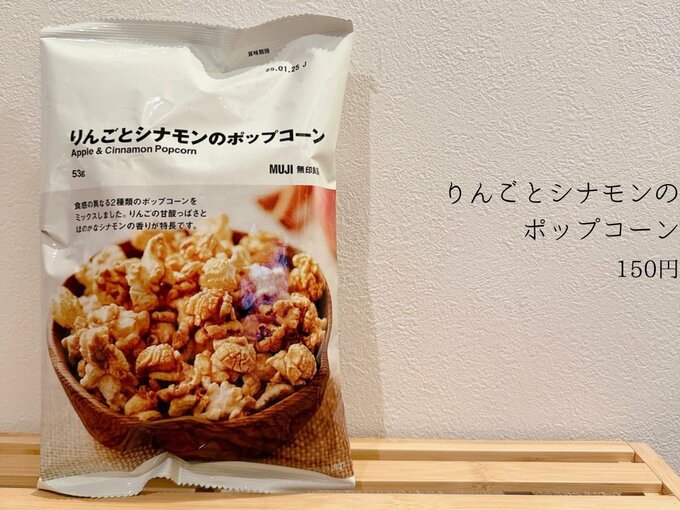 賞味期限
25.01.25 J
りんごとシナモンのポップコーン
Apple & Cinnamon Popcorn
53g
MUJI 無印良品
食感の異なる2種類のポップコーンを
ミックスしました。りんごの甘酸っぱさと
ほのかなシナモンの香りが特長です。
りんごとシナモンの
ポップコーン
150円